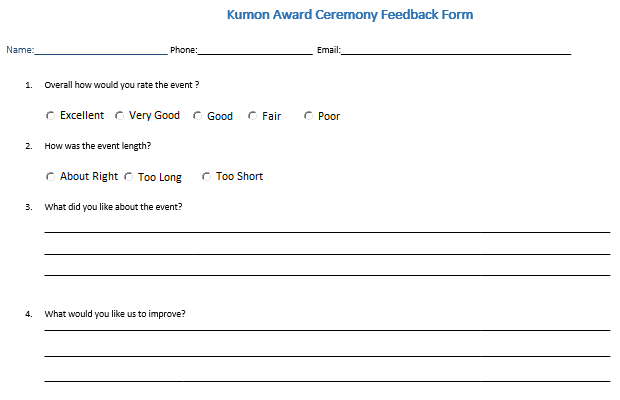 Kumon Award Ceremony Feedback Form
Name: Phone: Email:
1. Overall how would you rate the event ?
Excellent Very Good Good Fair Poor
2. How was the event length?
About Right Too Long Too Short
3. What did you like about the event?
4. What would you like us to improve?